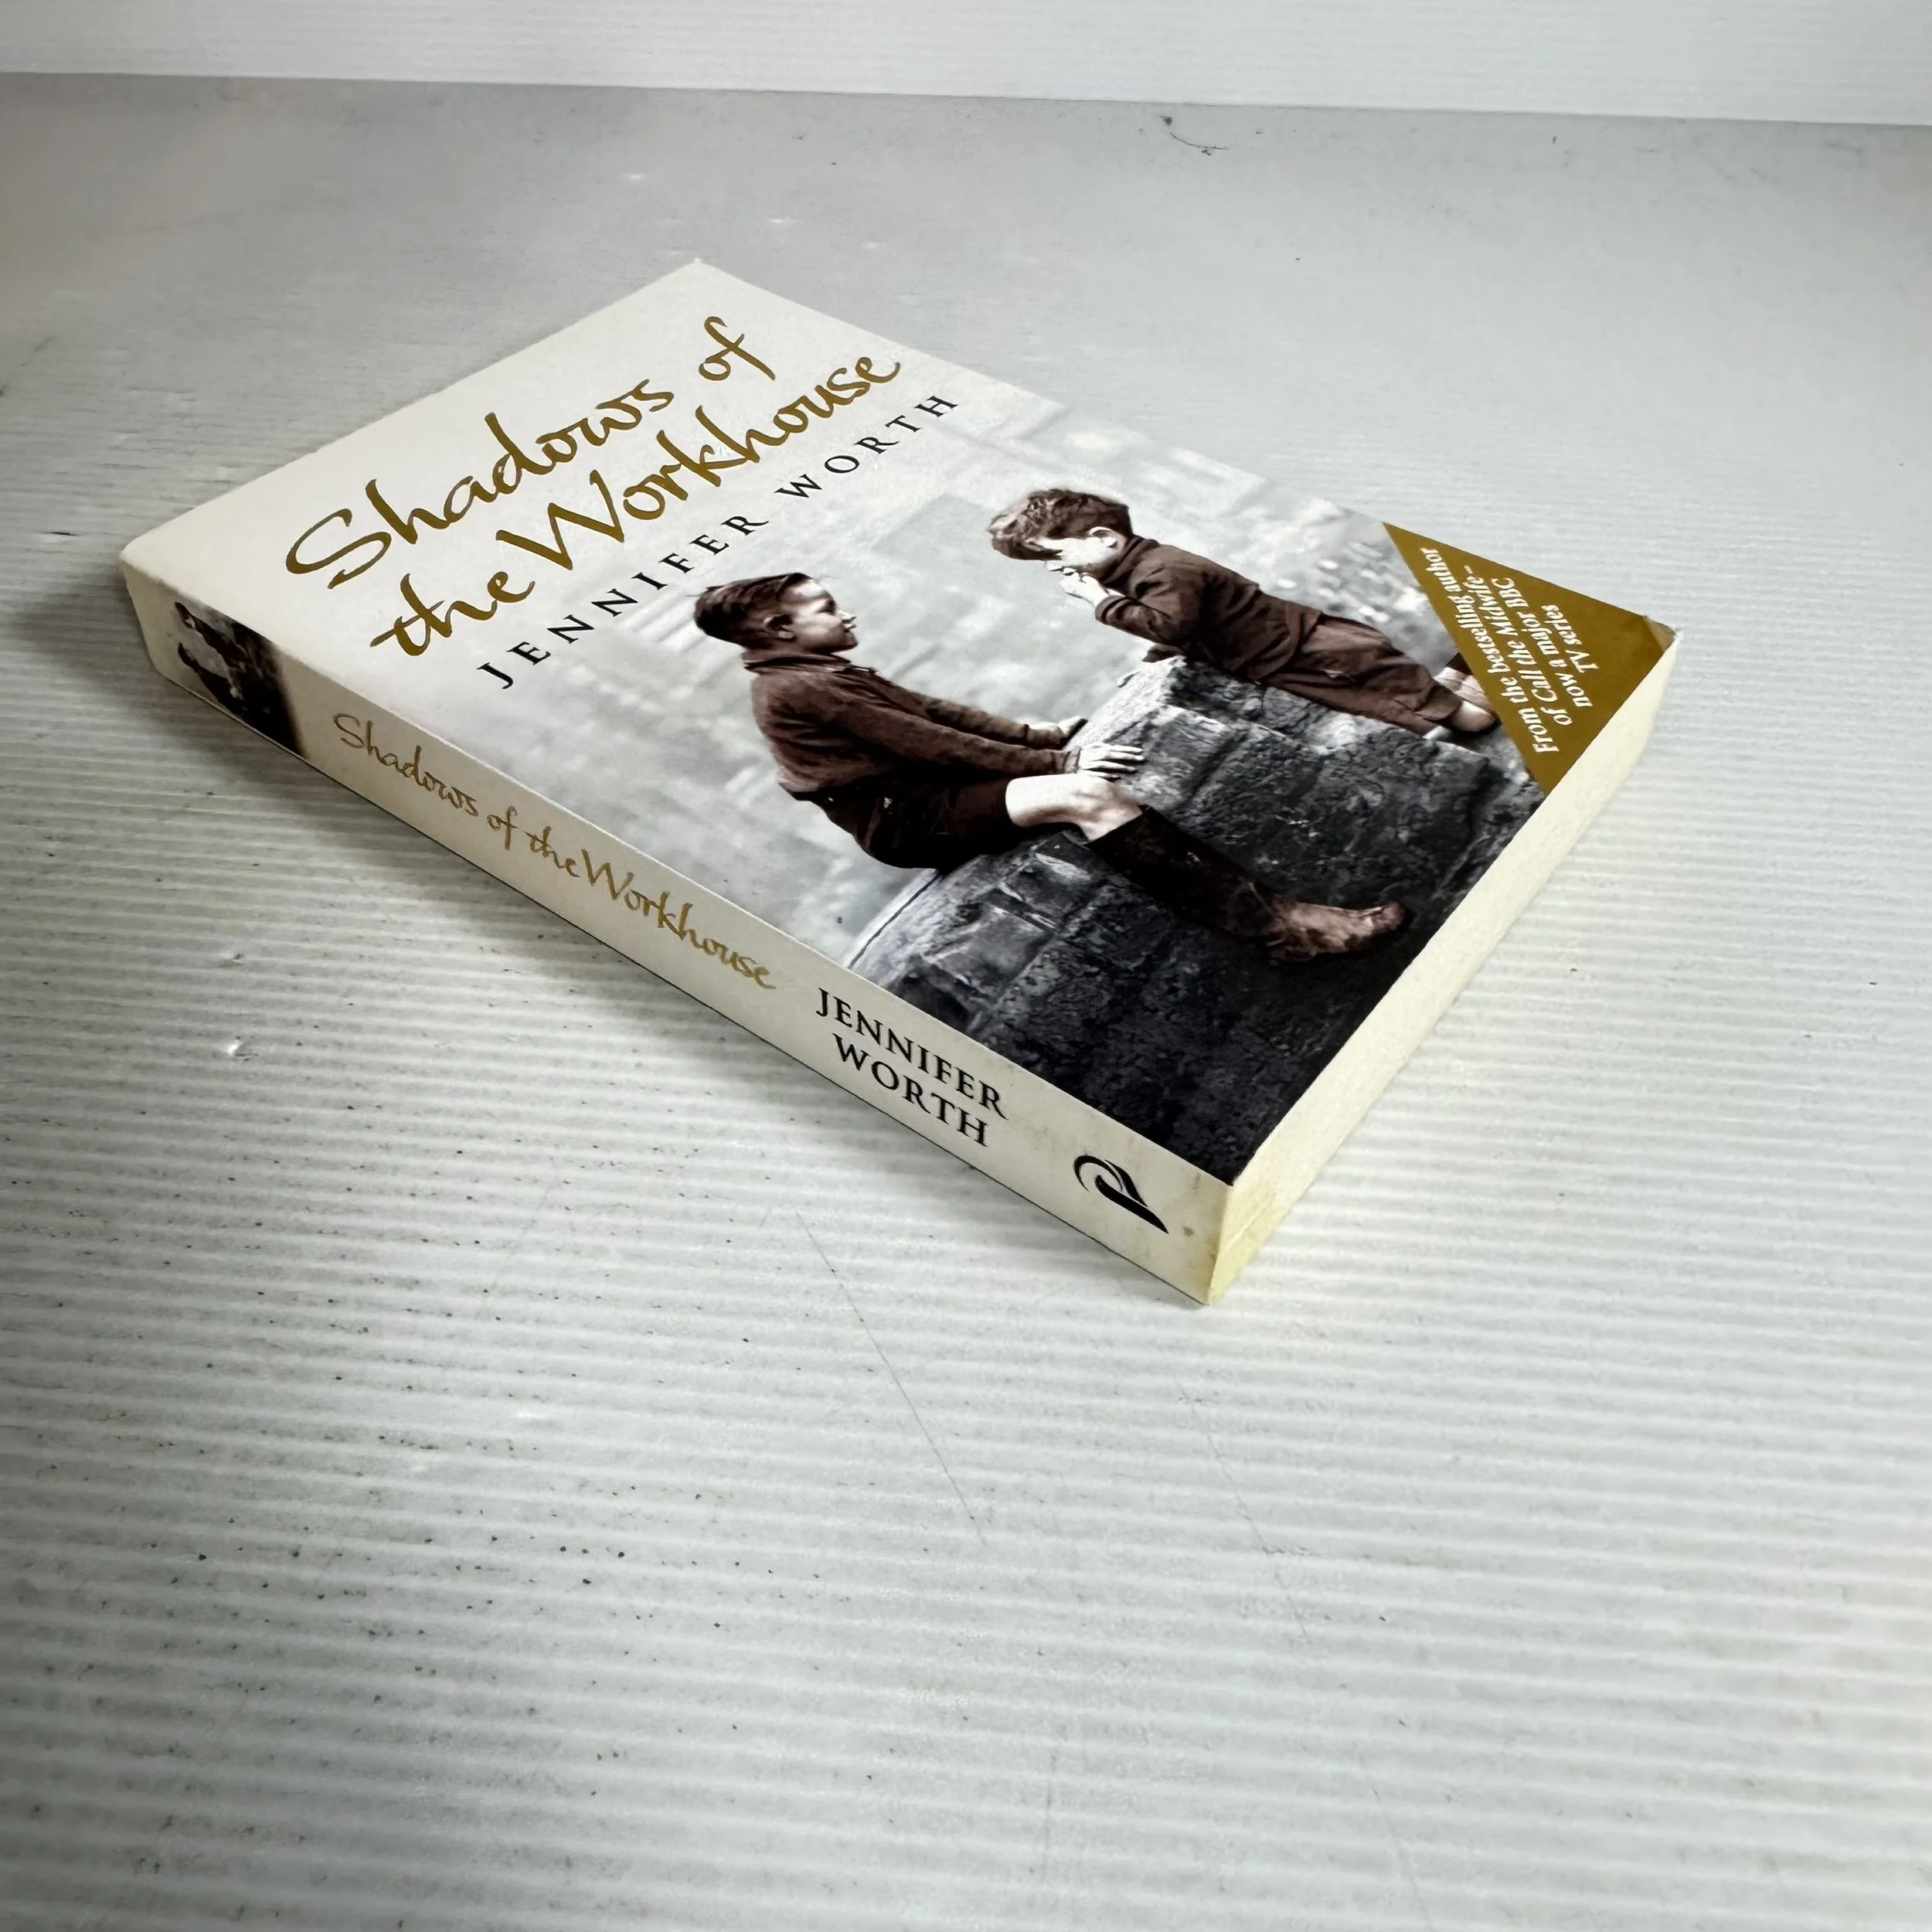 Shadows of
the Workhouse
JENNIFER WORTH
From the bestselling author
of Call the Midwife –
now a major BBC
TV series
Shadows of the Workhouse
JENNIFER
WORTH